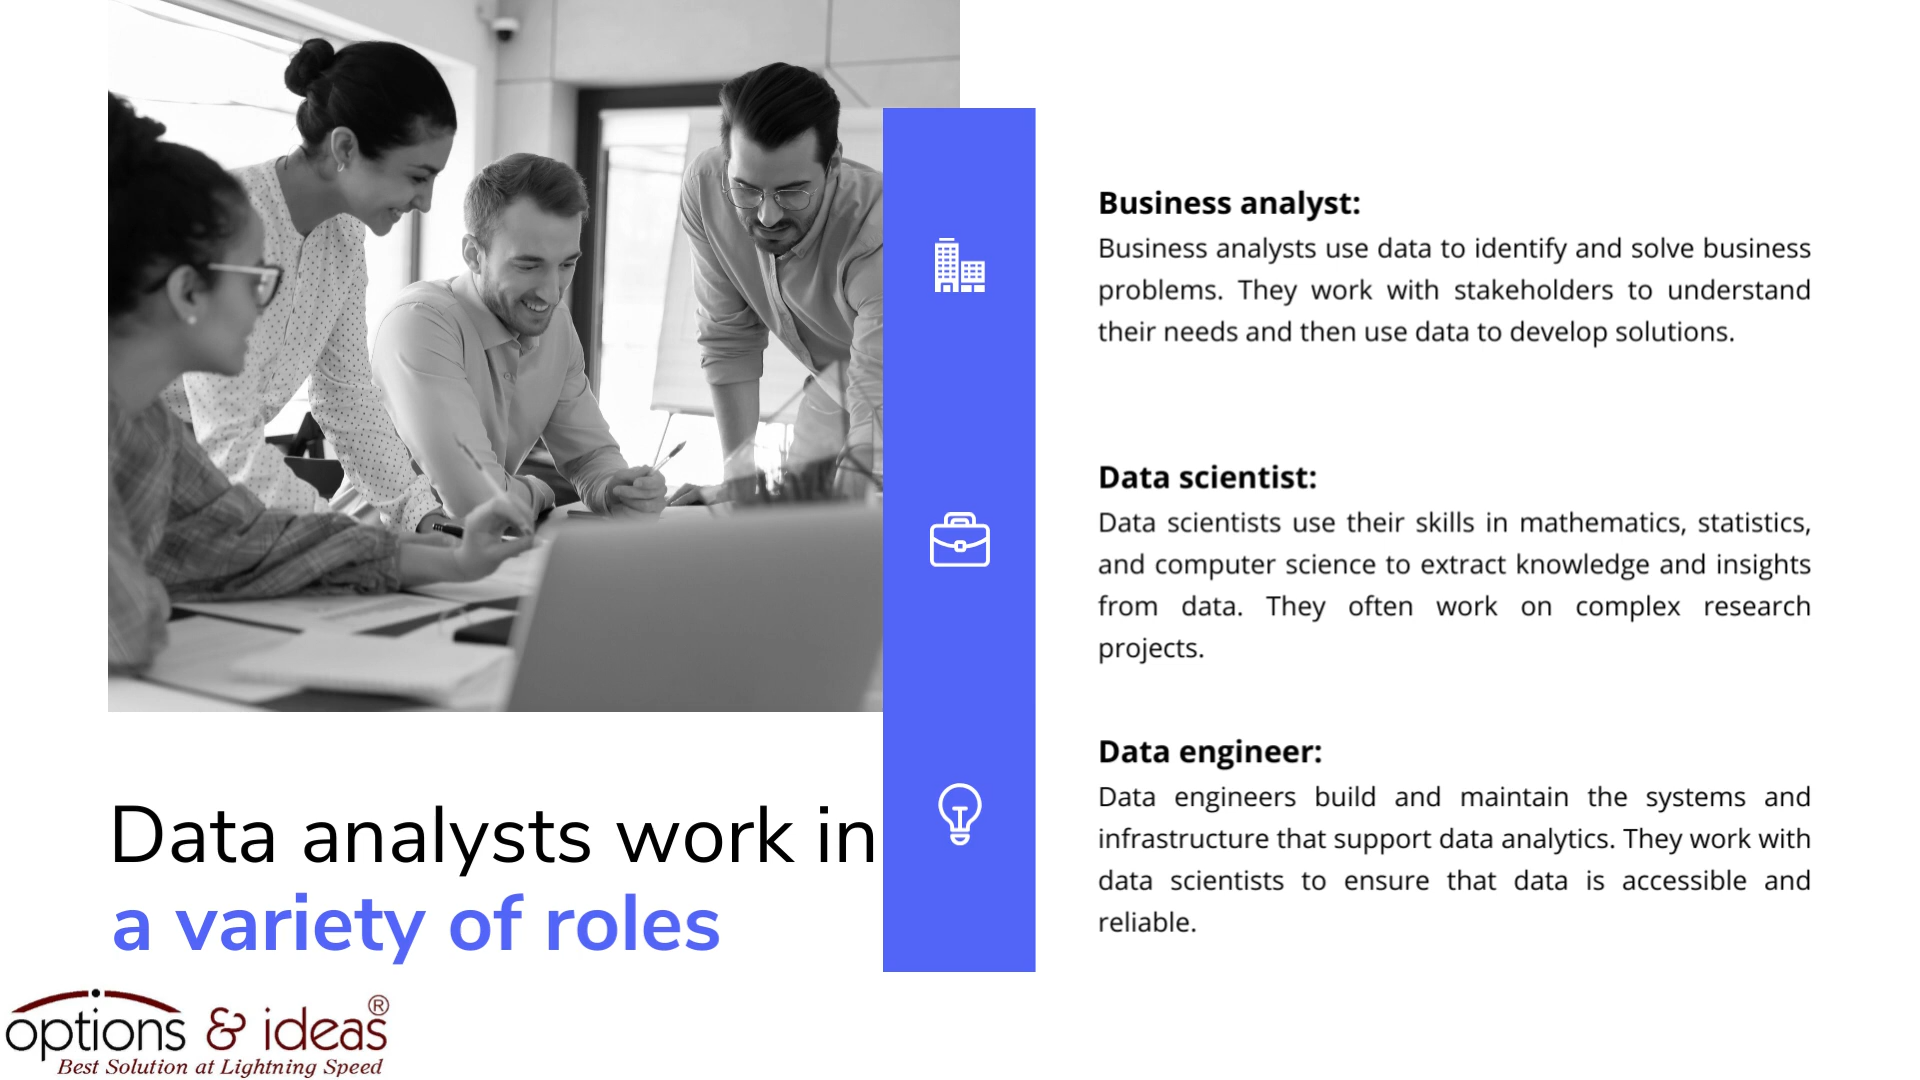 Business analyst:
Business analysts use data to identify and solve business
problems. They work with stakeholders to understand
their needs and then use data to develop solutions.
Data scientist:
Data scientists use their skills in mathematics, statistics,
and computer science to extract knowledge and insights
from data. They often work on complex research
projects.
Data engineer:
Data engineers build and maintain the systems and
infrastructure that support data analytics. They work with
data scientists to ensure that data is accessible and
reliable.
Data analysts work in
a variety of roles
options & ideas®
Best Solution at Lightning Speed